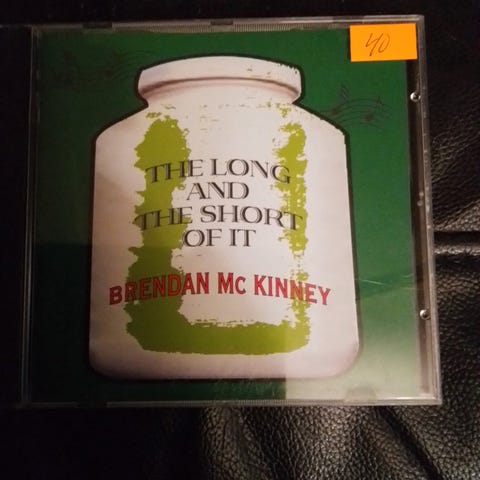 40
THE LONG
AND
THE SHORT
OF IT
BRENDAN Mc KINNEY